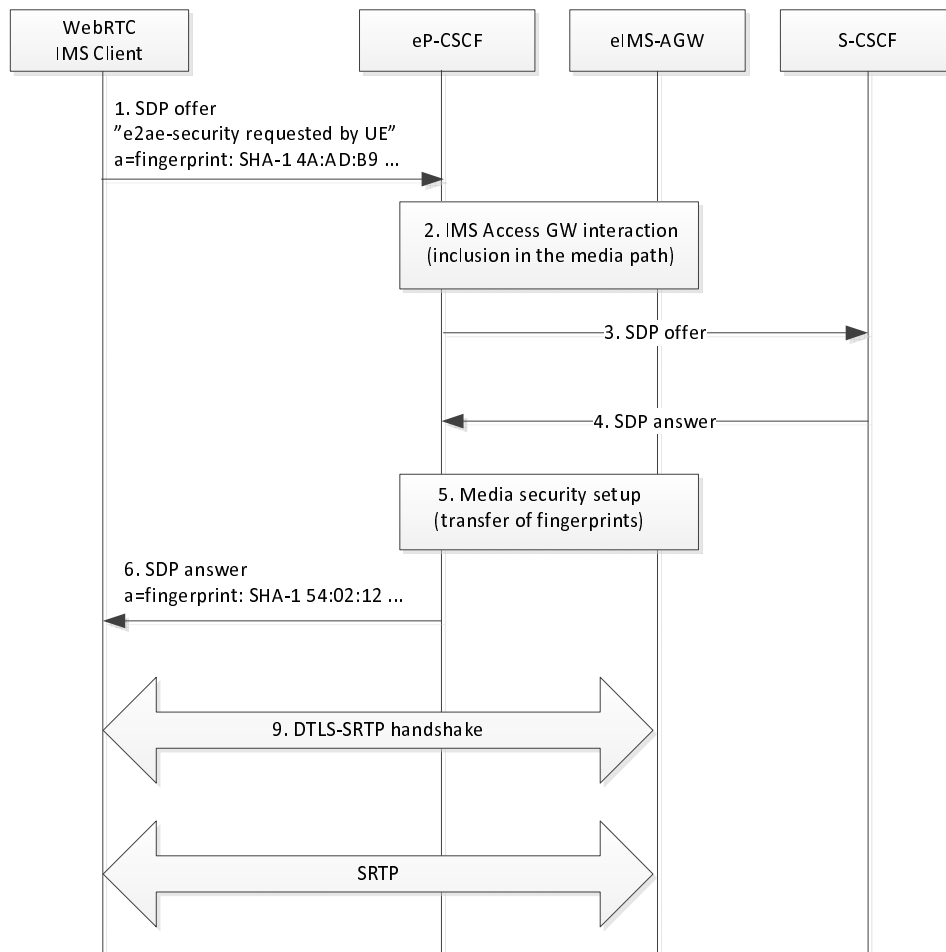 WebRTC
IMS Client
eP-CSCF
eIMS-AGW
S-CSCF
1. SDP offer
”e2ae-security requested by UE”
a=fingerprint: SHA-1 4A:AD:B9 ...
2. IMS Access GW interaction
(inclusion in the media path)
3. SDP offer
4. SDP answer
5. Media security setup
(transfer of fingerprints)
6. SDP answer
a=fingerprint: SHA-1 54:02:12 ...
9. DTLS-SRTP handshake
SRTP